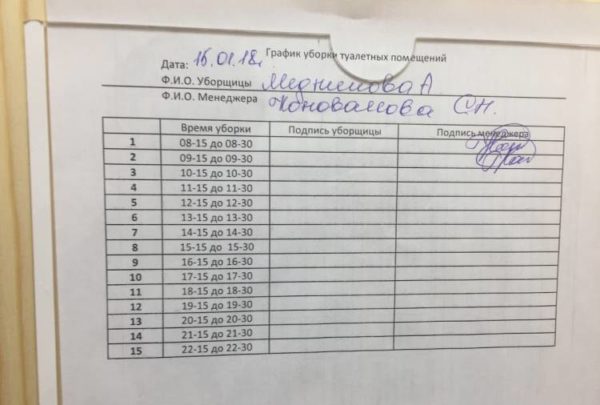 График уборки туалетных помещений
Дата: 16.01.18г.
Ф.И.О. Уборщицы А.
Ф.И.О. Менеджера Коновалова С.Н.
Время уборки Подпись уборщицы Подпись менеджера
1 08-15 до 08-30
2 09-15 до 09-30
3 10-15 до 10-30
4 11-15 до 11-30
5 12-15 до 12-30
6 13-15 до 13-30
7 14-15 до 14-30
8 15-15 до 15-30
9 16-15 до 16-30
10 17-15 до 17-30
11 18-15 до 18-30
12 19-15 до 19-30
13 20-15 до 20-30
14 21-15 до 21-30
15 22-15 до 22-30